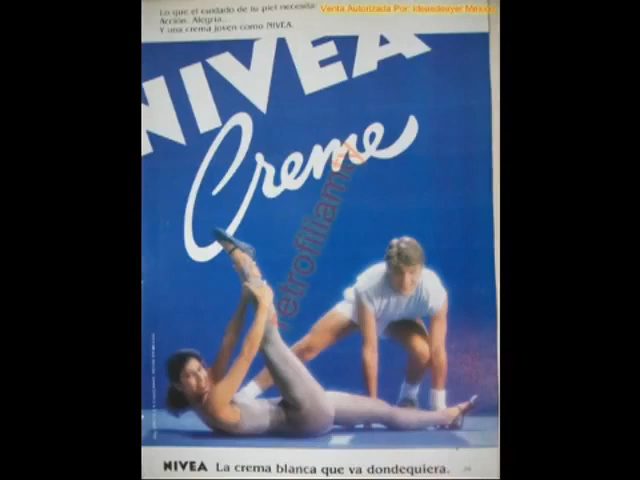 Lo que el cuidado de tu piel necesita:
Acción. Alegría...
Y una crema joven como NIVEA.
Venta Autorizada Por: ideasdeayer México
NIVEA
Creme
retrofiliamty
NIVEA La crema blanca que va dondequiera.